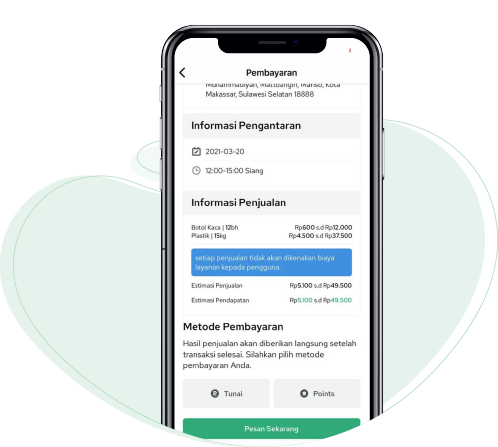 Pembayaran
Muhammadiyah, Mattoangin, Mariso, Kota
Makassar, Sulawesi Selatan 18888
Informasi Pengantaran
2021-03-20
12:00-15:00 Siang
Informasi Penjualan
Botol Kaca | 12bh Rp600 s.d Rp12.000
Plastik | 15kg Rp4.500 s.d Rp37.500
setiap penjualan tidak akan dikenakan biaya
layanan kepada pengguna.
Estimasi Penjualan Rp5.100 s.d Rp49.500
Estimasi Pendapatan Rp5.100 s.d Rp49.500
Metode Pembayaran
Hasil penjualan akan diberikan langsung setelah
transaksi selesai. Silahkan pilih metode
pembayaran Anda.
Tunai Points
Pesan Sekarang